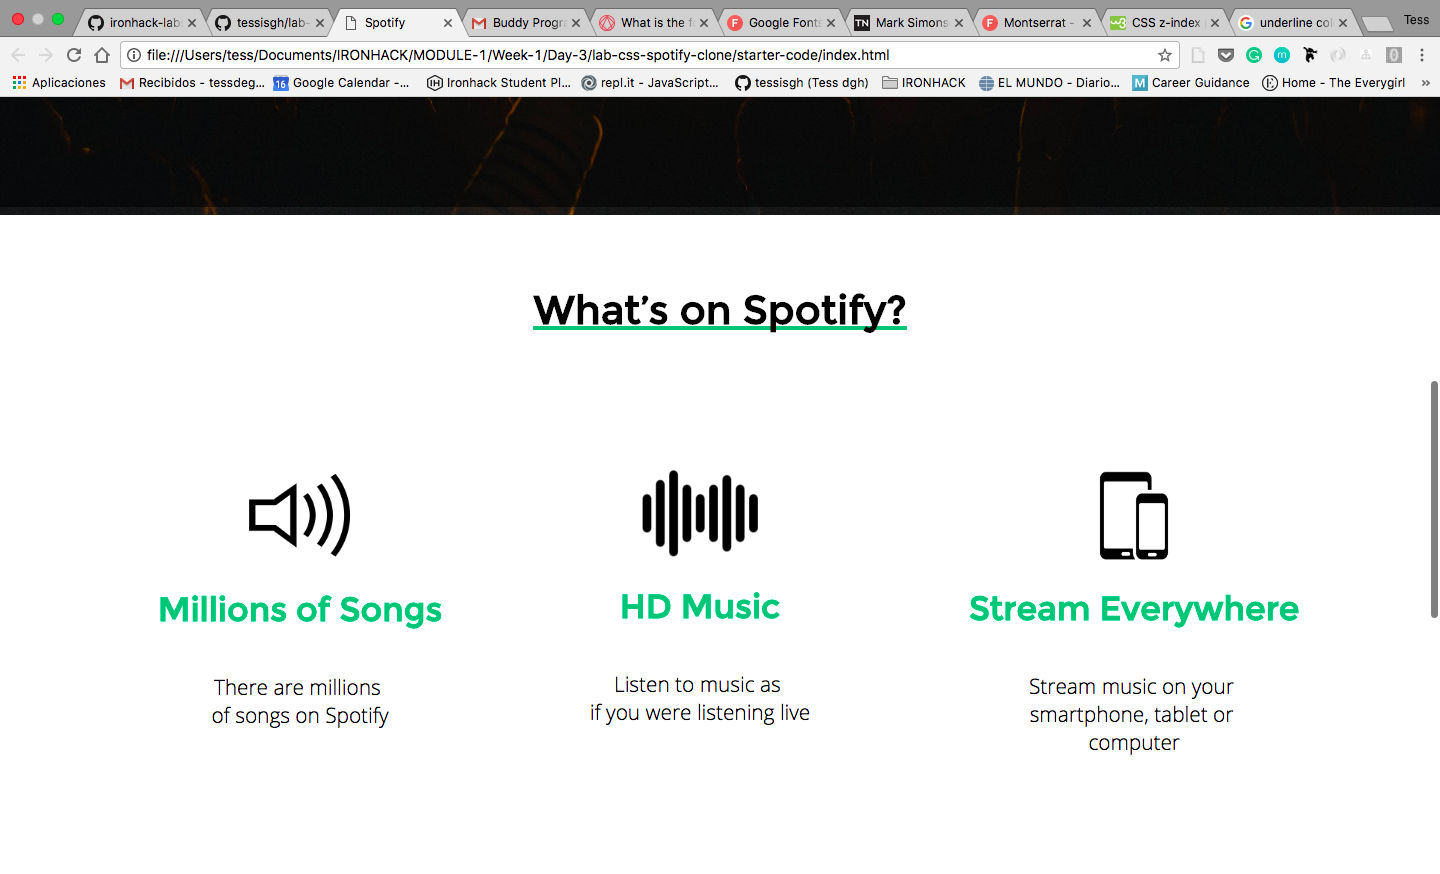 ironhack-lab
tessisgh/lab-
Spotify
Buddy Progr
What is the f
Google Fonts
Mark Simons
Montserrat -
CSS z-index
underline co
Tess
file:///Users/tess/Documents/IRONHACK/MODULE-1/Week-1/Day-3/lab-css-spotify-clone/starter-code/index.html
Aplicaciones
Recibidos - tessdeg...
16
Google Calendar -...
Ironhack Student Pl...
repl.it - JavaScript...
tessisgh (Tess dgh)
IRONHACK
EL MUNDO - Diario...
M
Career Guidance
Home - The Everygirl
»
What’s on Spotify?
Millions of Songs
There are millions
of songs on Spotify
HD Music
Listen to music as
if you were listening live
Stream Everywhere
Stream music on your
smartphone, tablet or
computer